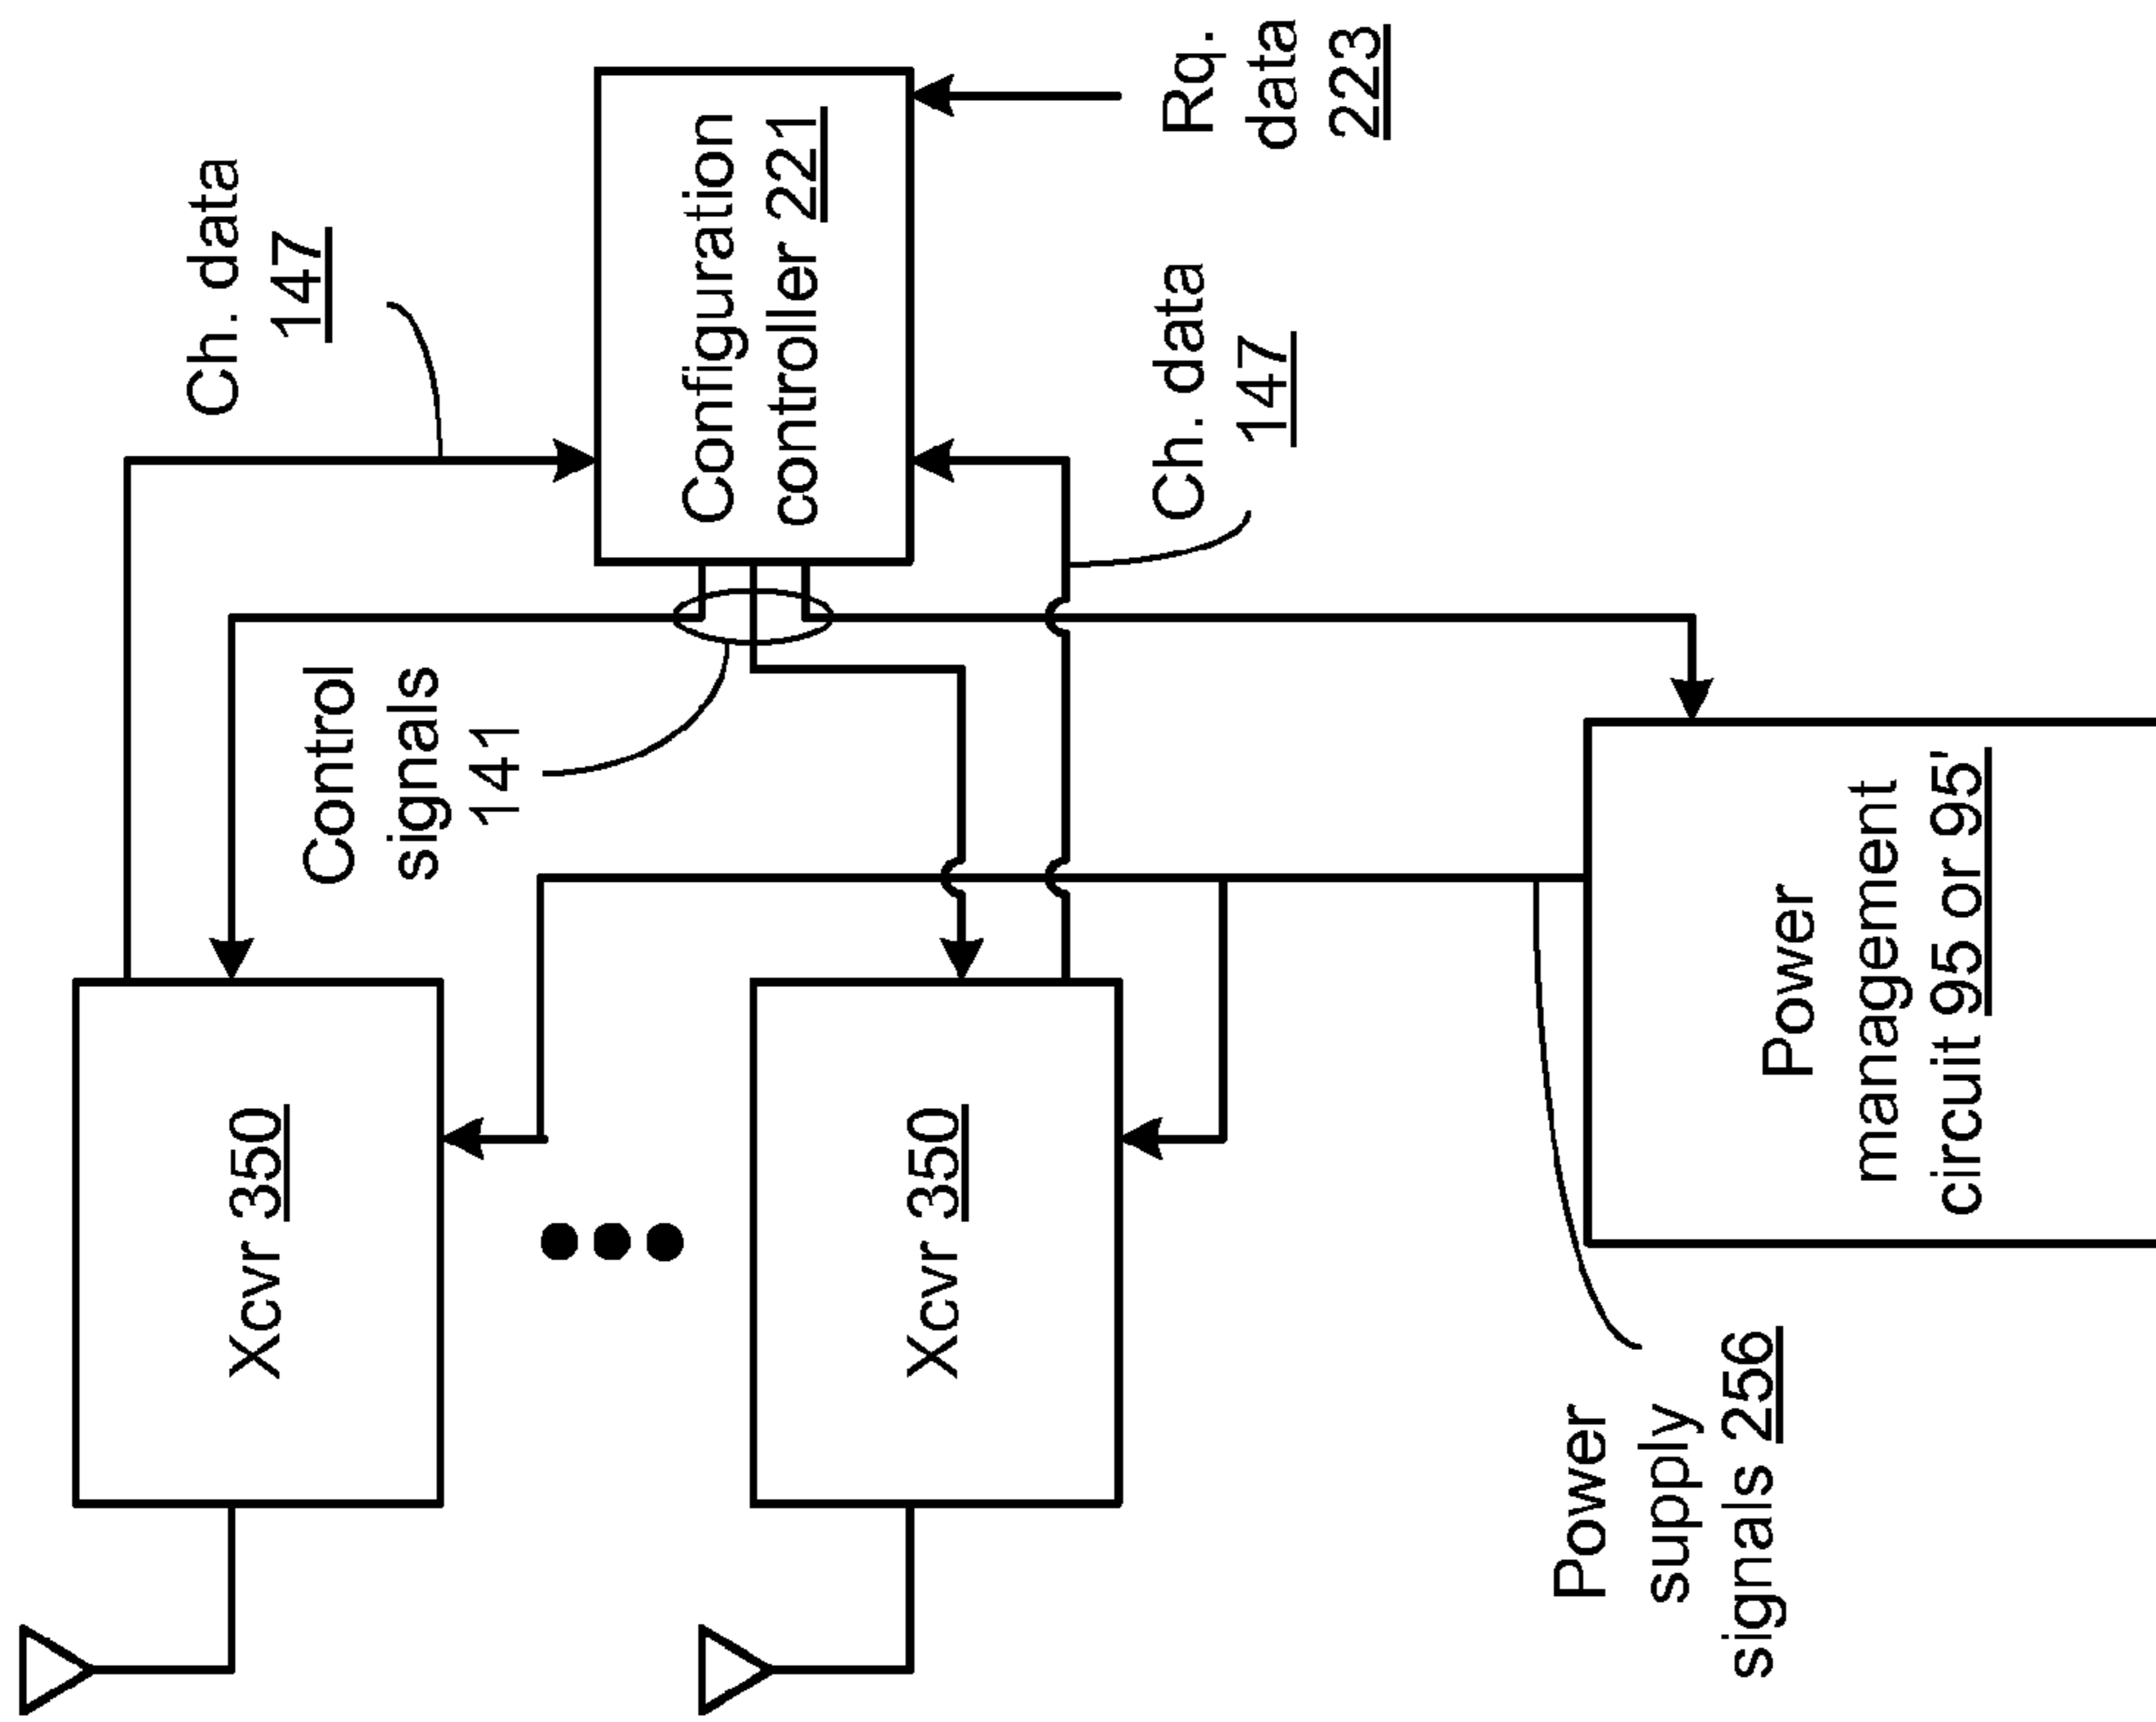 Ch. data
147
Configuration
controller 221
Rq.
data
223
Control
signals
141
Ch. data
147
Xcvr 350
Xcvr 350
Power
management
circuit 95 or 95'
Power
supply
signals 256